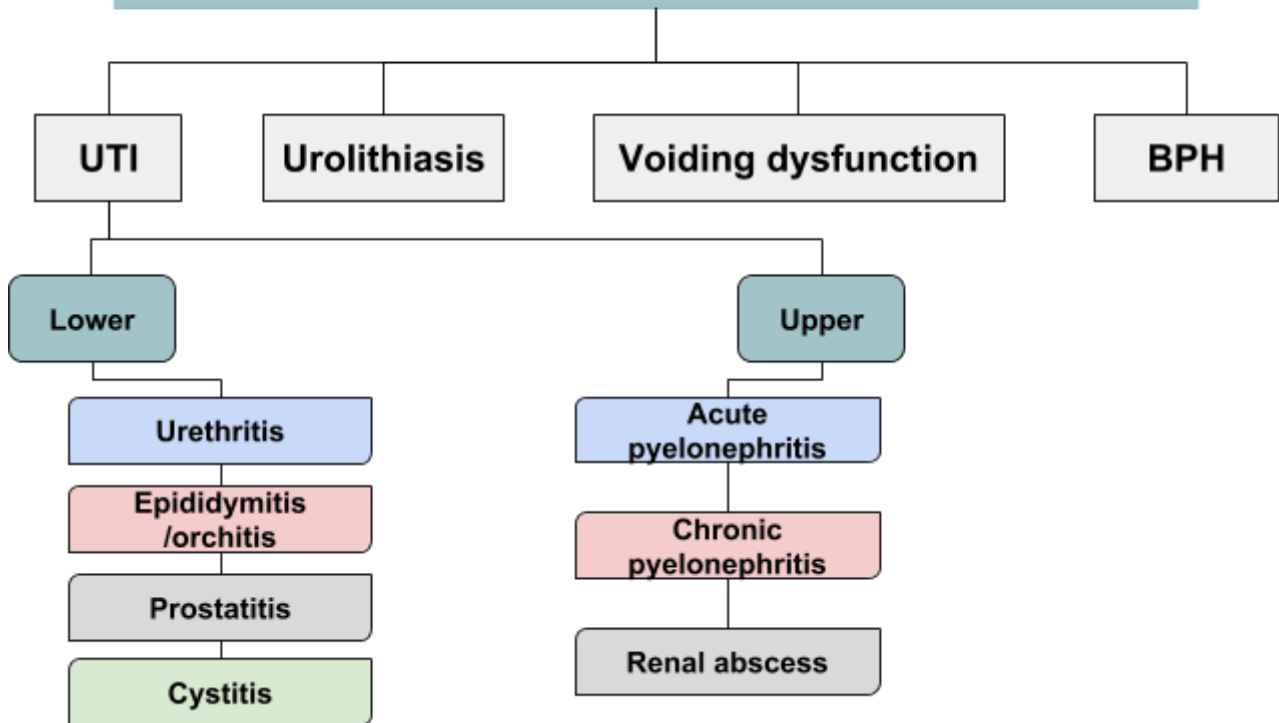 UTI
Urolithiasis
Voiding dysfunction
BPH
Lower
Upper
Urethritis
Epididymitis
/orchitis
Prostatitis
Cystitis
Acute
pyelonephritis
Chronic
pyelonephritis
Renal abscess